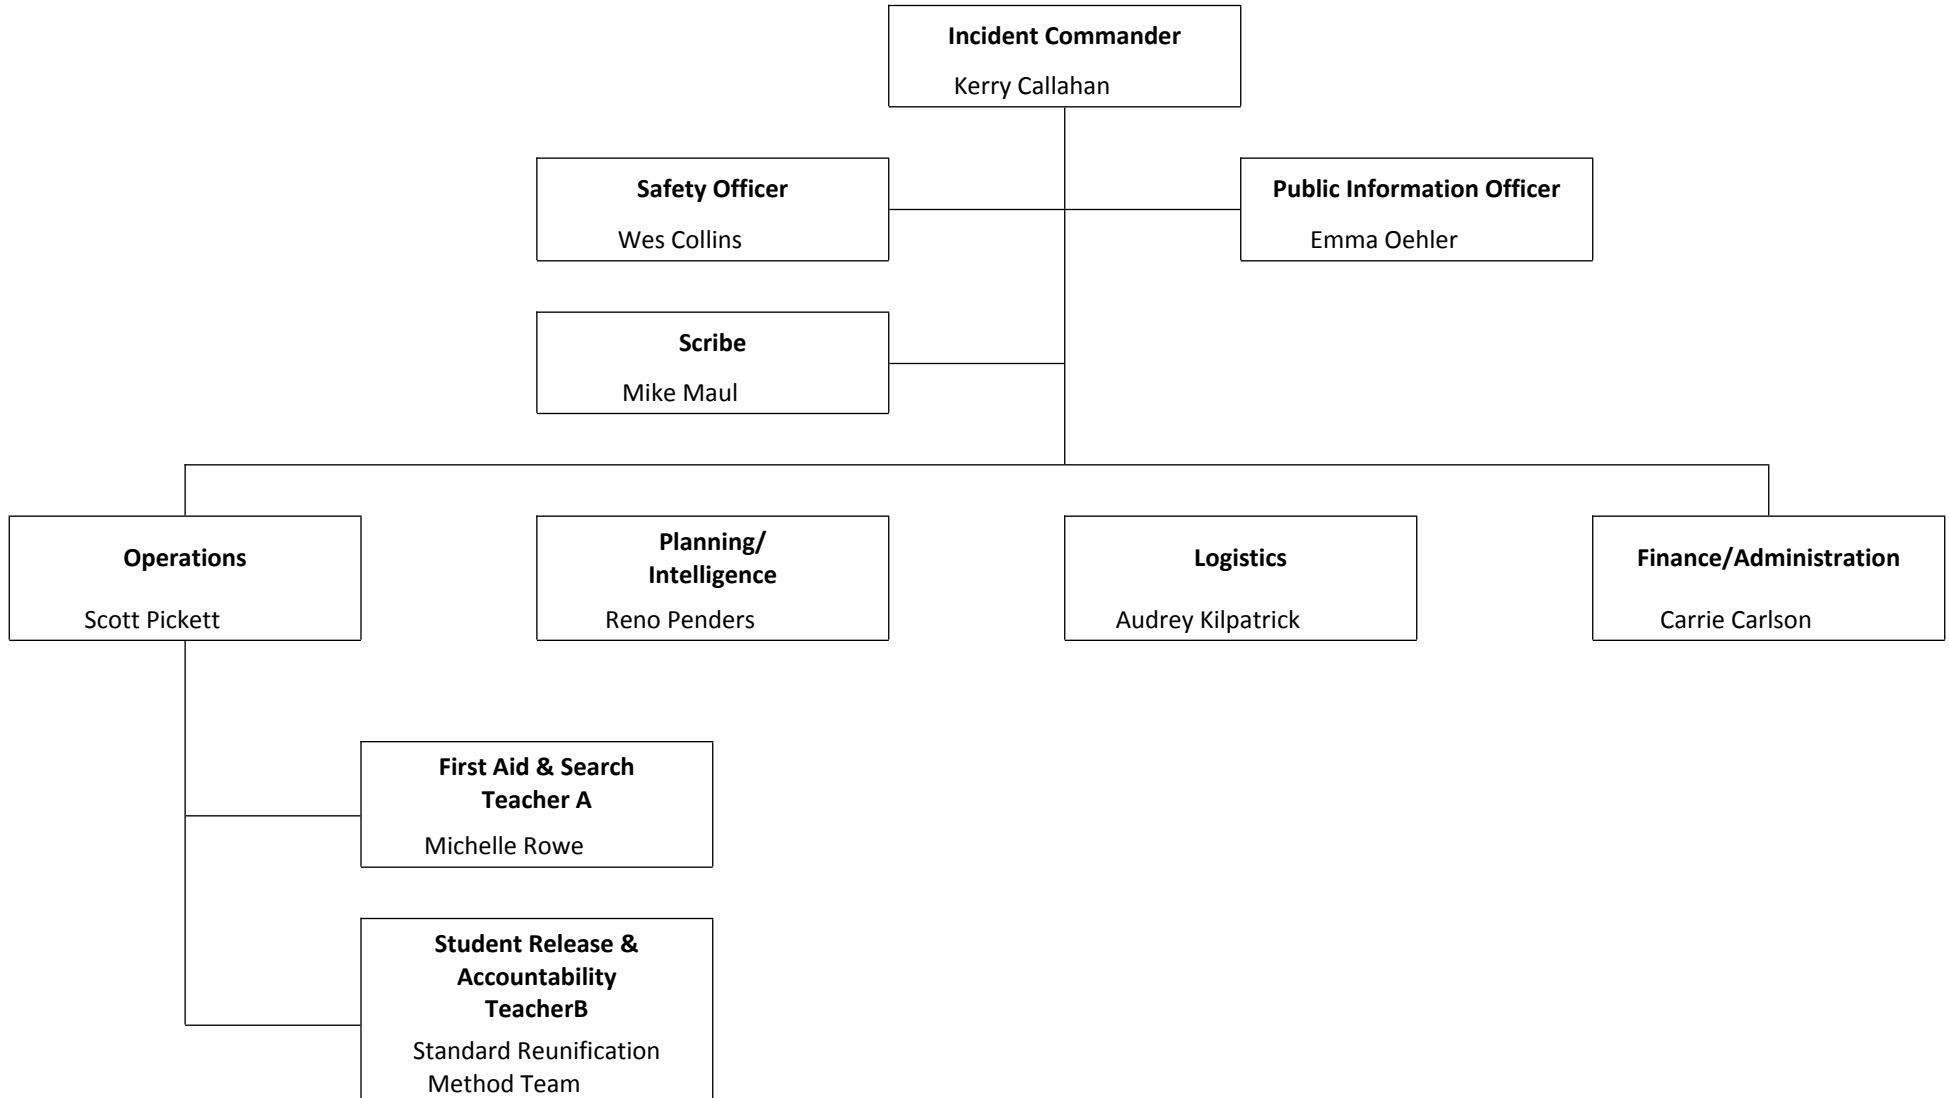 Incident Commander
Kerry Callahan
Safety Officer
Wes Collins
Public Information Officer
Emma Oehler
Scribe
Mike Maul
Operations
Scott Pickett
Planning/
Intelligence
Reno Penders
Logistics
Audrey Kilpatrick
Finance/Administration
Carrie Carlson
First Aid & Search
Teacher A
Michelle Rowe
Student Release &
Accountability
TeacherB
Standard Reunification
Method Team